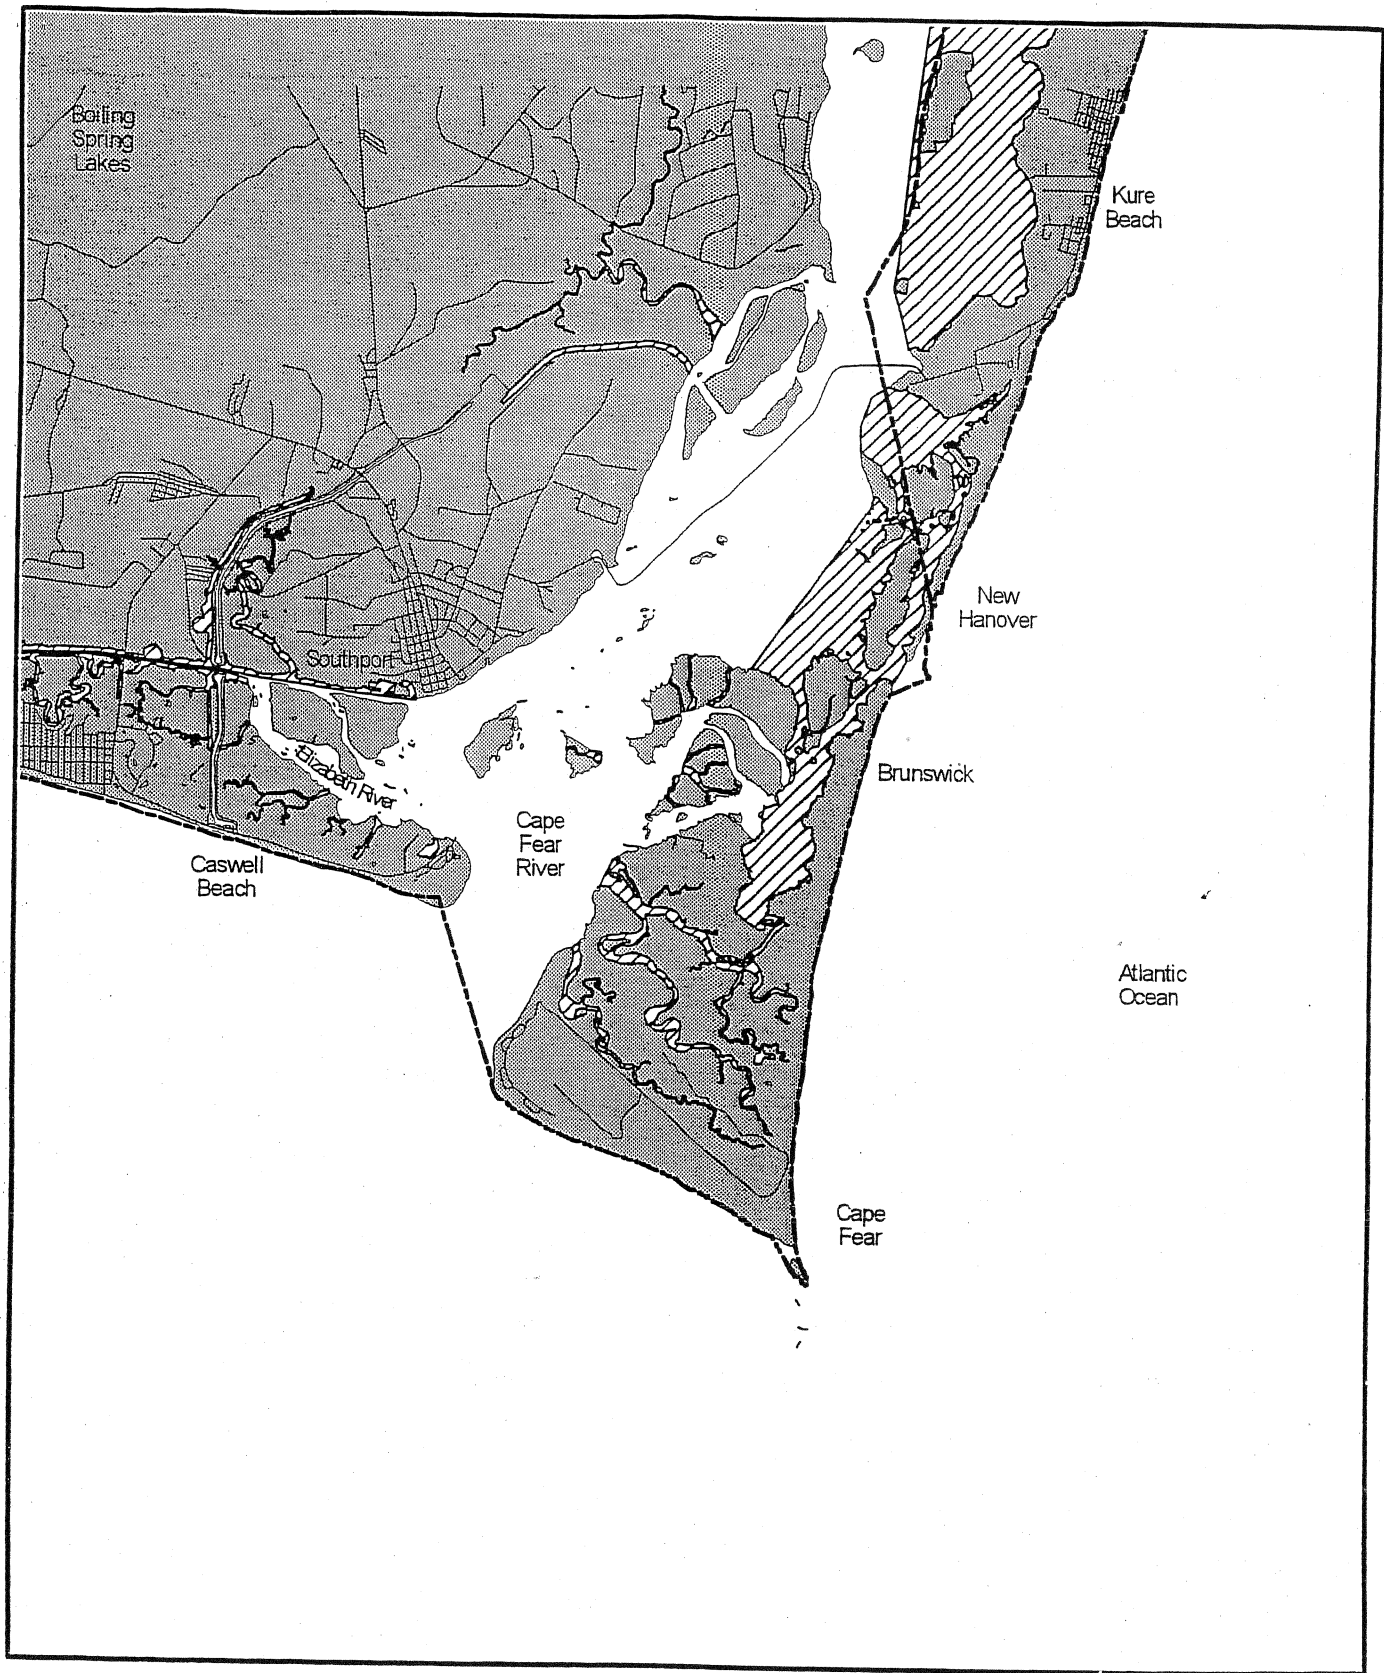 Boiling
Spring
Lakes
Kure
Beach
New
Hanover
Southport
Elizabeth River
Brunswick
Cape
Fear
River
Caswell
Beach
Atlantic
Ocean
Cape
Fear